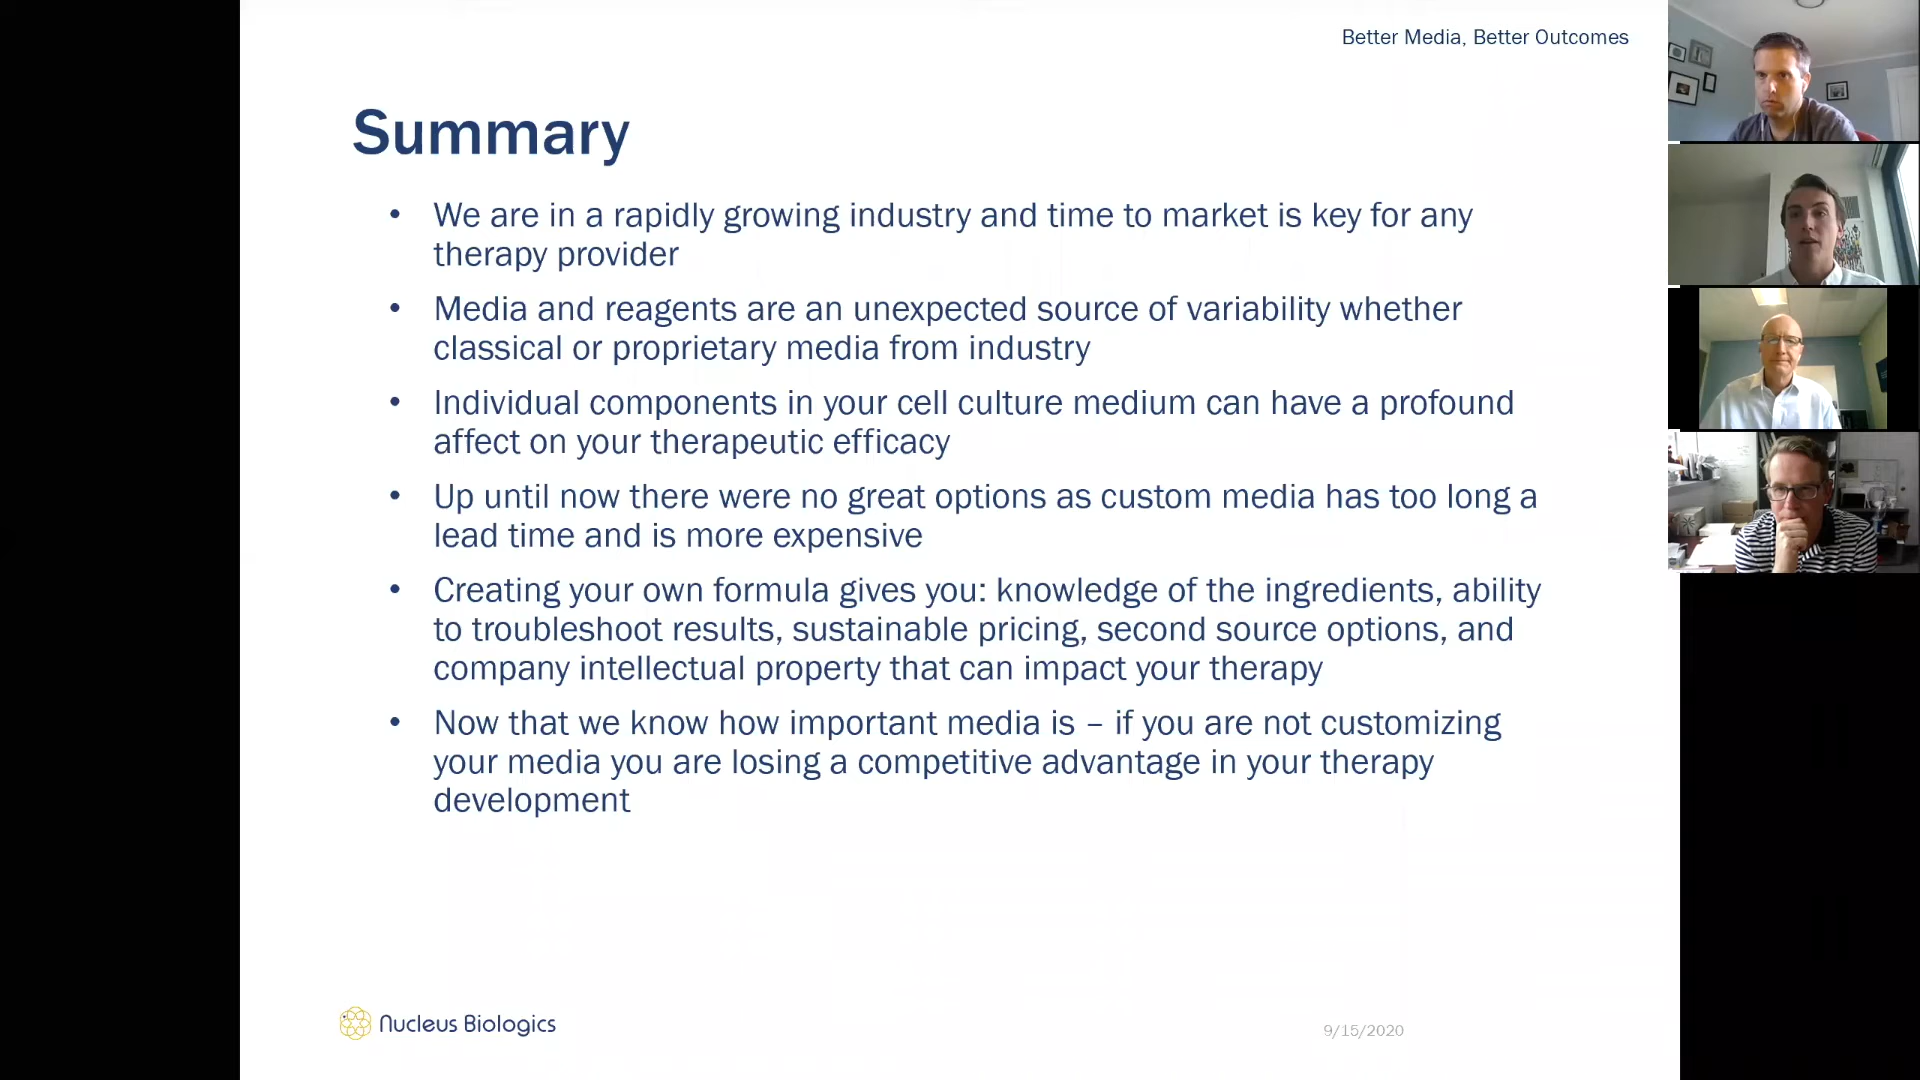 Better Media, Better Outcomes
Summary
• We are in a rapidly growing industry and time to market is key for any
therapy provider
• Media and reagents are an unexpected source of variability whether
classical or proprietary media from industry
• Individual components in your cell culture medium can have a profound
affect on your therapeutic efficacy
• Up until now there were no great options as custom media has too long a
lead time and is more expensive
• Creating your own formula gives you: knowledge of the ingredients, ability
to troubleshoot results, sustainable pricing, second source options, and
company intellectual property that can impact your therapy
• Now that we know how important media is – if you are not customizing
your media you are losing a competitive advantage in your therapy
development
Nucleus Biologics
9/15/2020